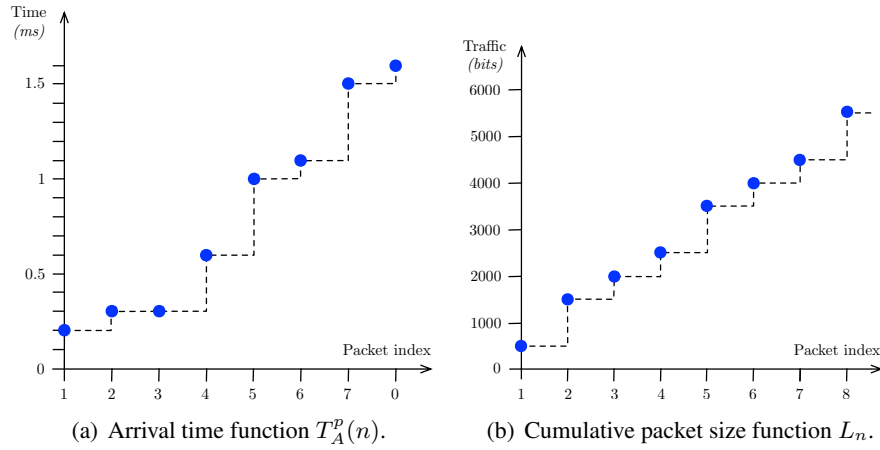 Time
(ms)
1.5
1
0.5
0
Packet index
1 2 3 4 5 6 7 0
(a) Arrival time function $T_A^p(n)$.
Traffic
(bits)
6000
5000
4000
3000
2000
1000
Packet index
1 2 3 4 5 6 7 8
(b) Cumulative packet size function $L_n$.